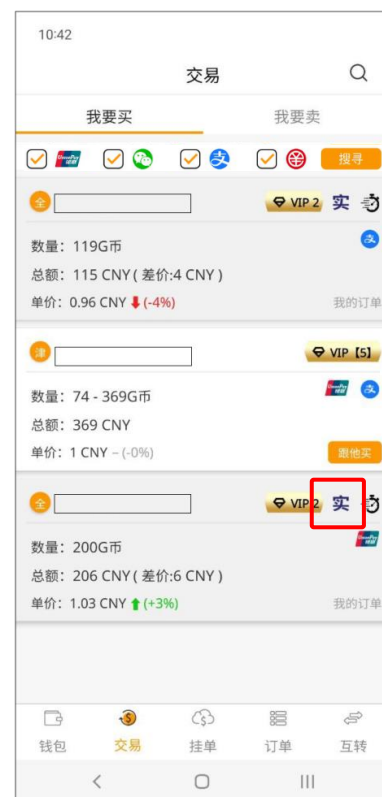 10:42
交易
我要买 我要卖
搜寻
全 VIP 2 实
数量：119G币
总额：115 CNY ( 差价:4 CNY )
单价：0.96 CNY (-4%) 我的订单
津 VIP【5】
数量：74 - 369G币
总额：369 CNY
单价：1 CNY – (-0%) 跟他买
全 VIP 2 实
数量：200G币
总额：206 CNY ( 差价:6 CNY )
单价：1.03 CNY (+3%) 我的订单
钱包 交易 挂单 订单 互转